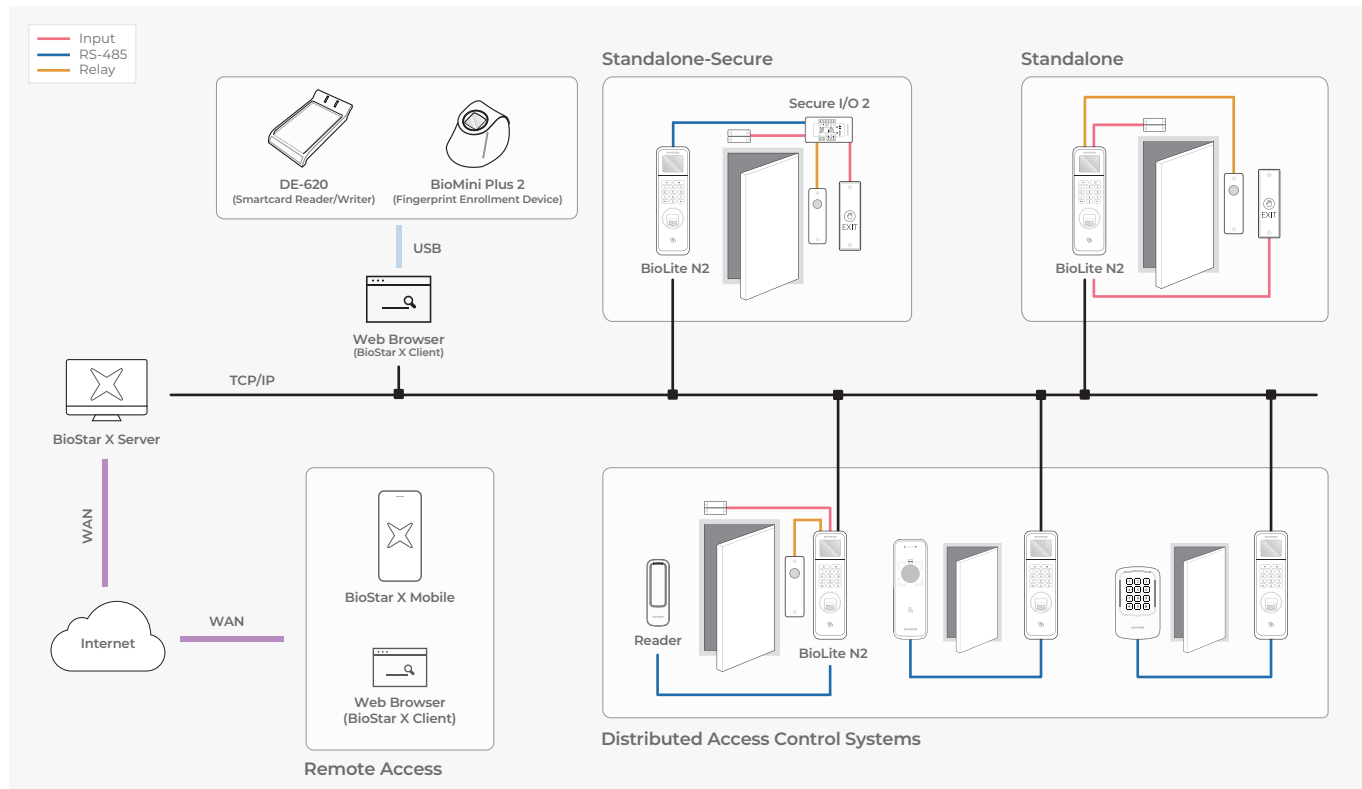 Input
RS-485
Relay
DE-620
(Smartcard Reader/Writer)
BioMini Plus 2
(Fingerprint Enrollment Device)
USB
Web Browser
(BioStar X Client)
Standalone-Secure
Secure I/O 2
EXIT
BioLite N2
Standalone
EXIT
BioLite N2
TCP/IP
BioStar X Server
WAN
Internet
WAN
BioStar X Mobile
Web Browser
(BioStar X Client)
Remote Access
Reader
BioLite N2
Distributed Access Control Systems